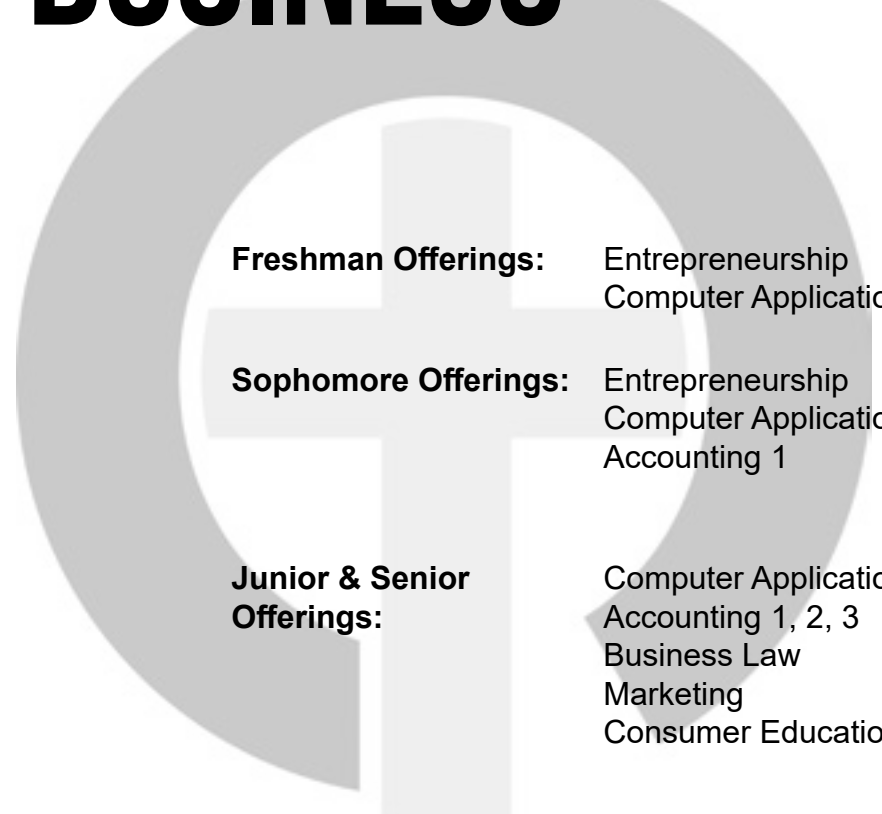 BUSINESS
Freshman Offerings: Entrepreneurship
Computer Applicatio
Sophomore Offerings: Entrepreneurship
Computer Applicatio
Accounting 1
Junior & Senior Computer Applicatio
Offerings: Accounting 1, 2, 3
Business Law
Marketing
Consumer Educatio